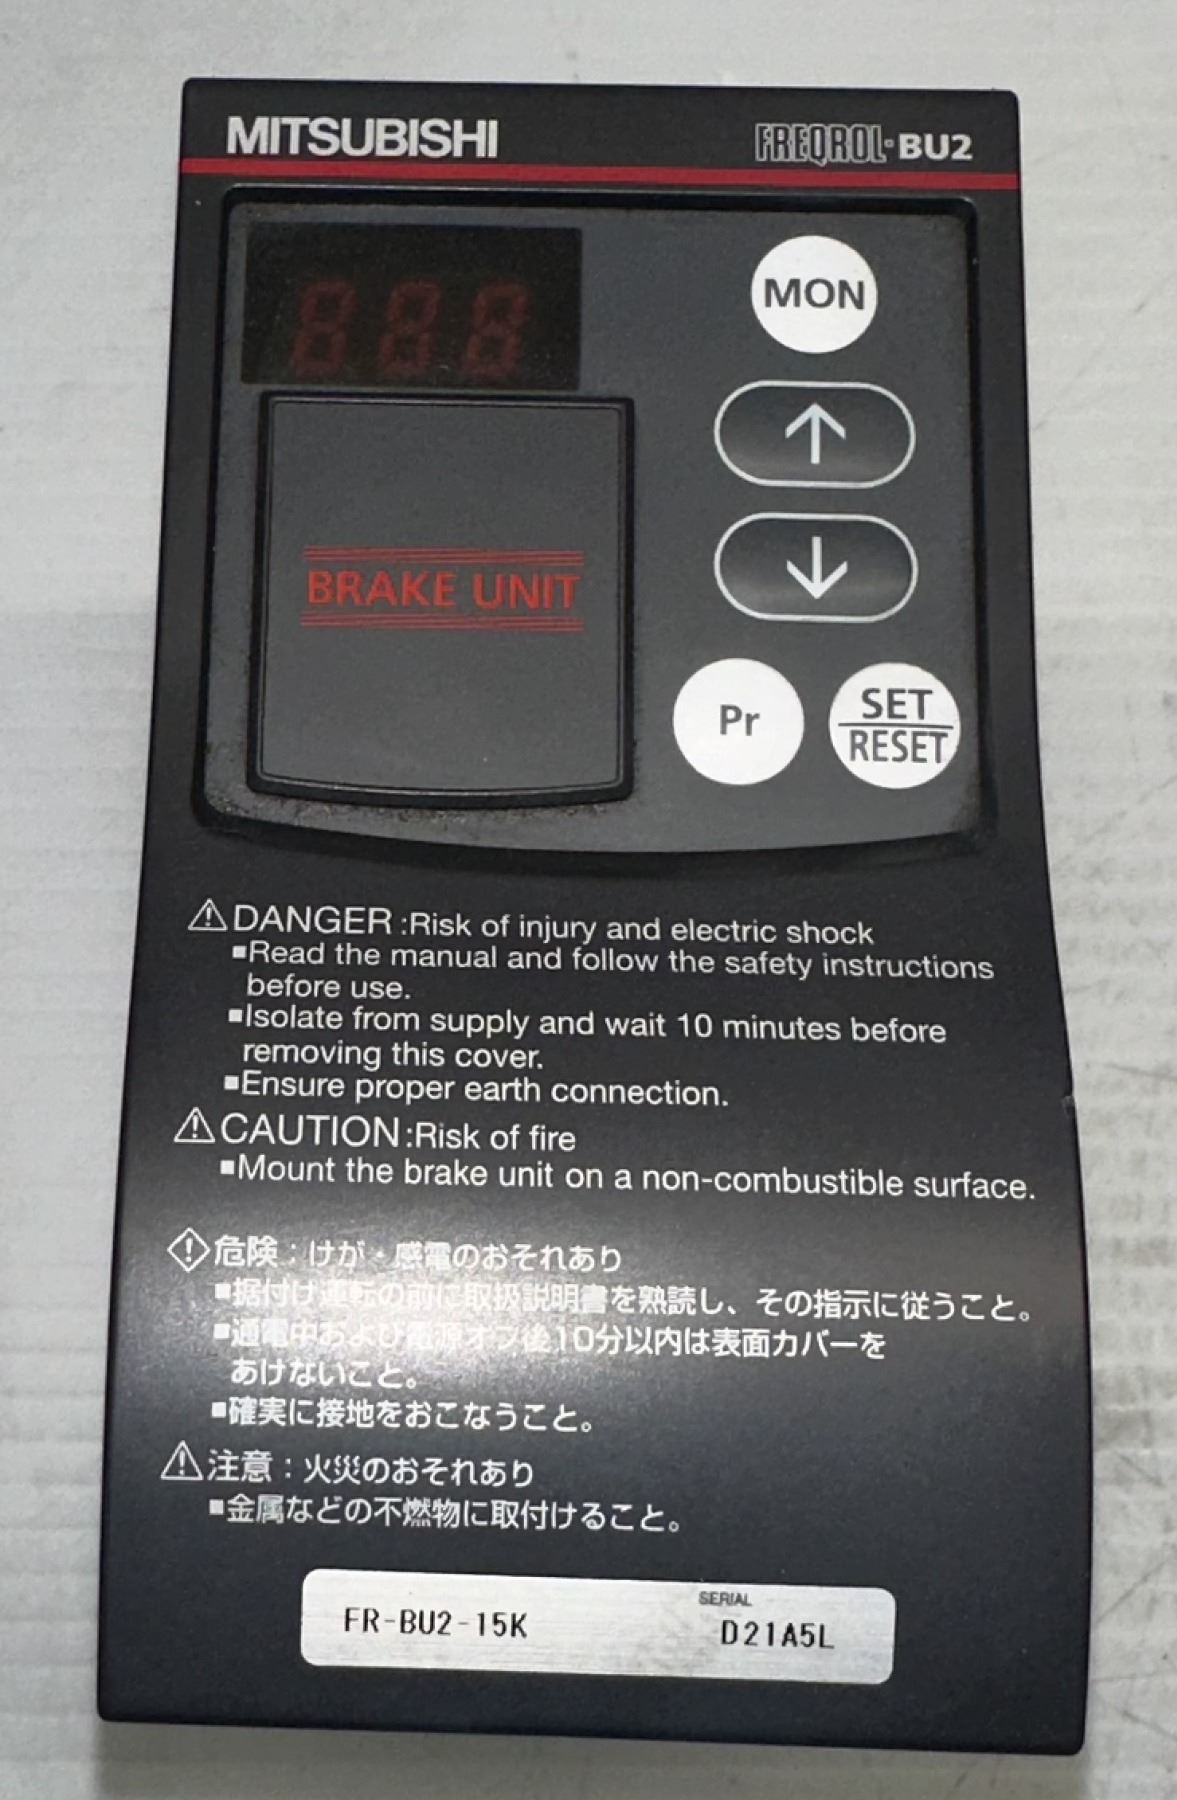 MITSUBISHI
FREQROL-BU2
888
MON
↑
↓
BRAKE UNIT
Pr
SET
RESET
⚠DANGER :Risk of injury and electric shock
■Read the manual and follow the safety instructions
before use.
■Isolate from supply and wait 10 minutes before
removing this cover.
■Ensure proper earth connection.
⚠CAUTION:Risk of fire
■Mount the brake unit on a non-combustible surface.
危険：けが・感電のおそれあり
■据付け運転の前に取扱説明書を熟読し、その指示に従うこと。
■通電中および電源オフ後10分以内は表面カバーを
あけないこと。
■確実に接地をおこなうこと。
⚠注意：火災のおそれあり
■金属などの不燃物に取付けること。
SERIAL
FR-BU2-15K D21A5L